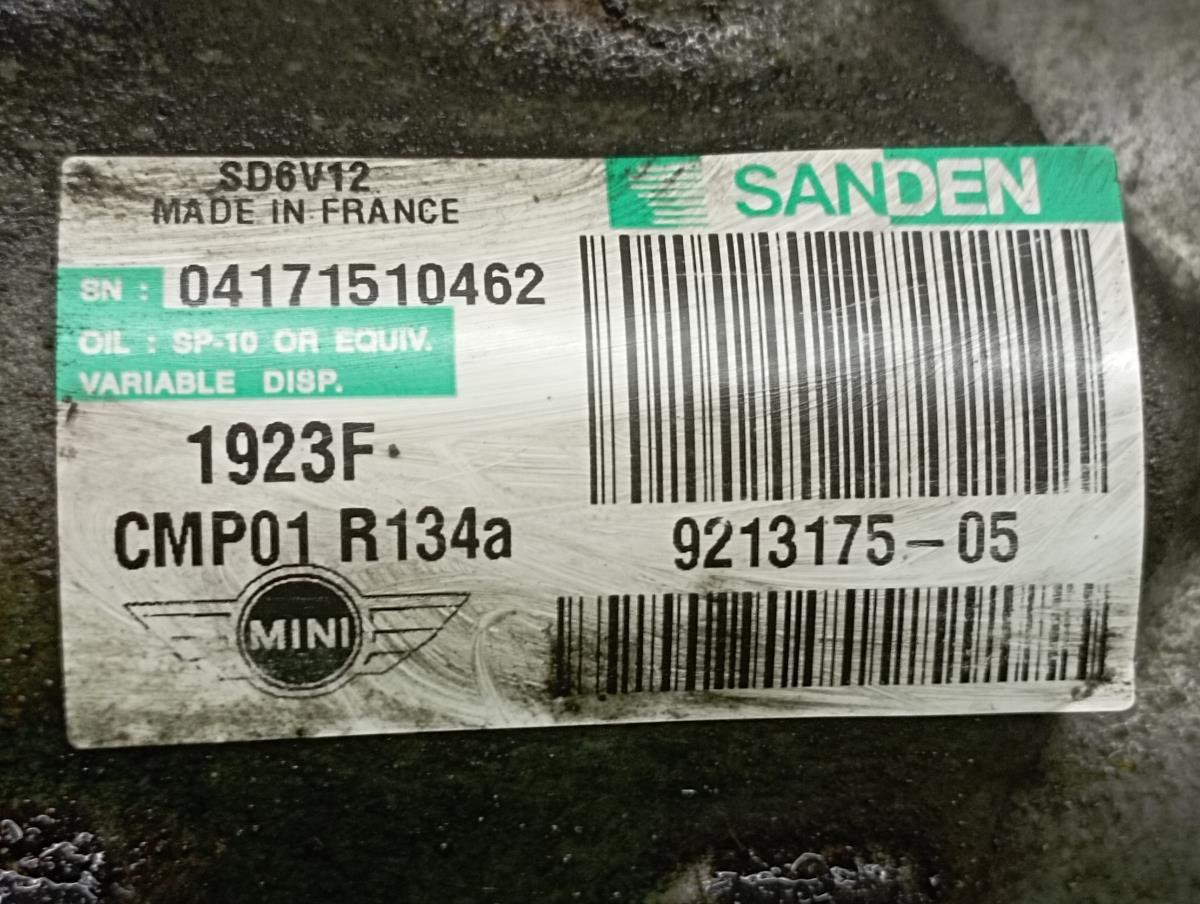 SD6V12
MADE IN FRANCE
SANDEN
SN : 04171510462
OIL : SP-10 OR EQUIV.
VARIABLE DISP.
1923F
CMP01 R134a
9213175-05
MINI